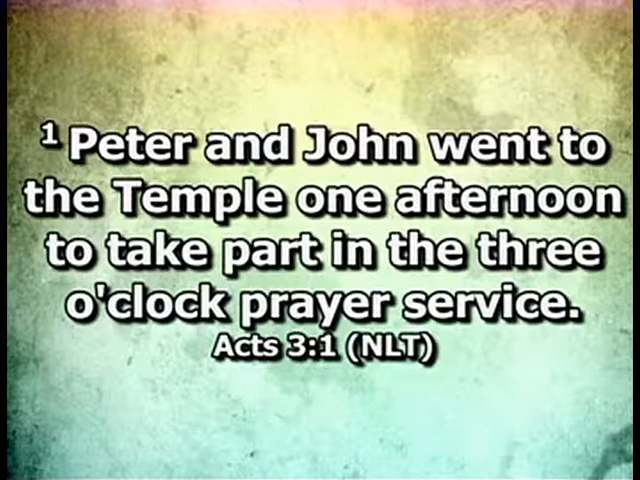 ¹ Peter and John went to
the Temple one afternoon
to take part in the three
o'clock prayer service.
Acts 3:1 (NLT)